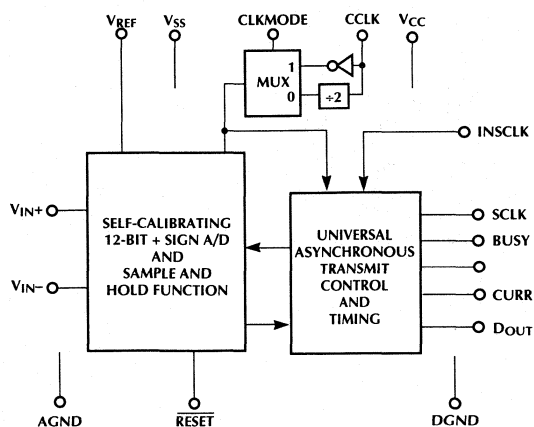 VREF
VSS
CLKMODE
CCLK
VCC
1
MUX
0
÷2
INSCLK
VIN+
VIN−
SELF-CALIBRATING
12-BIT + SIGN A/D
AND
SAMPLE AND
HOLD FUNCTION
UNIVERSAL
ASYNCHRONOUS
TRANSMIT
CONTROL
AND
TIMING
SCLK
BUSY
CURR
DOUT
AGND
RESET
DGND